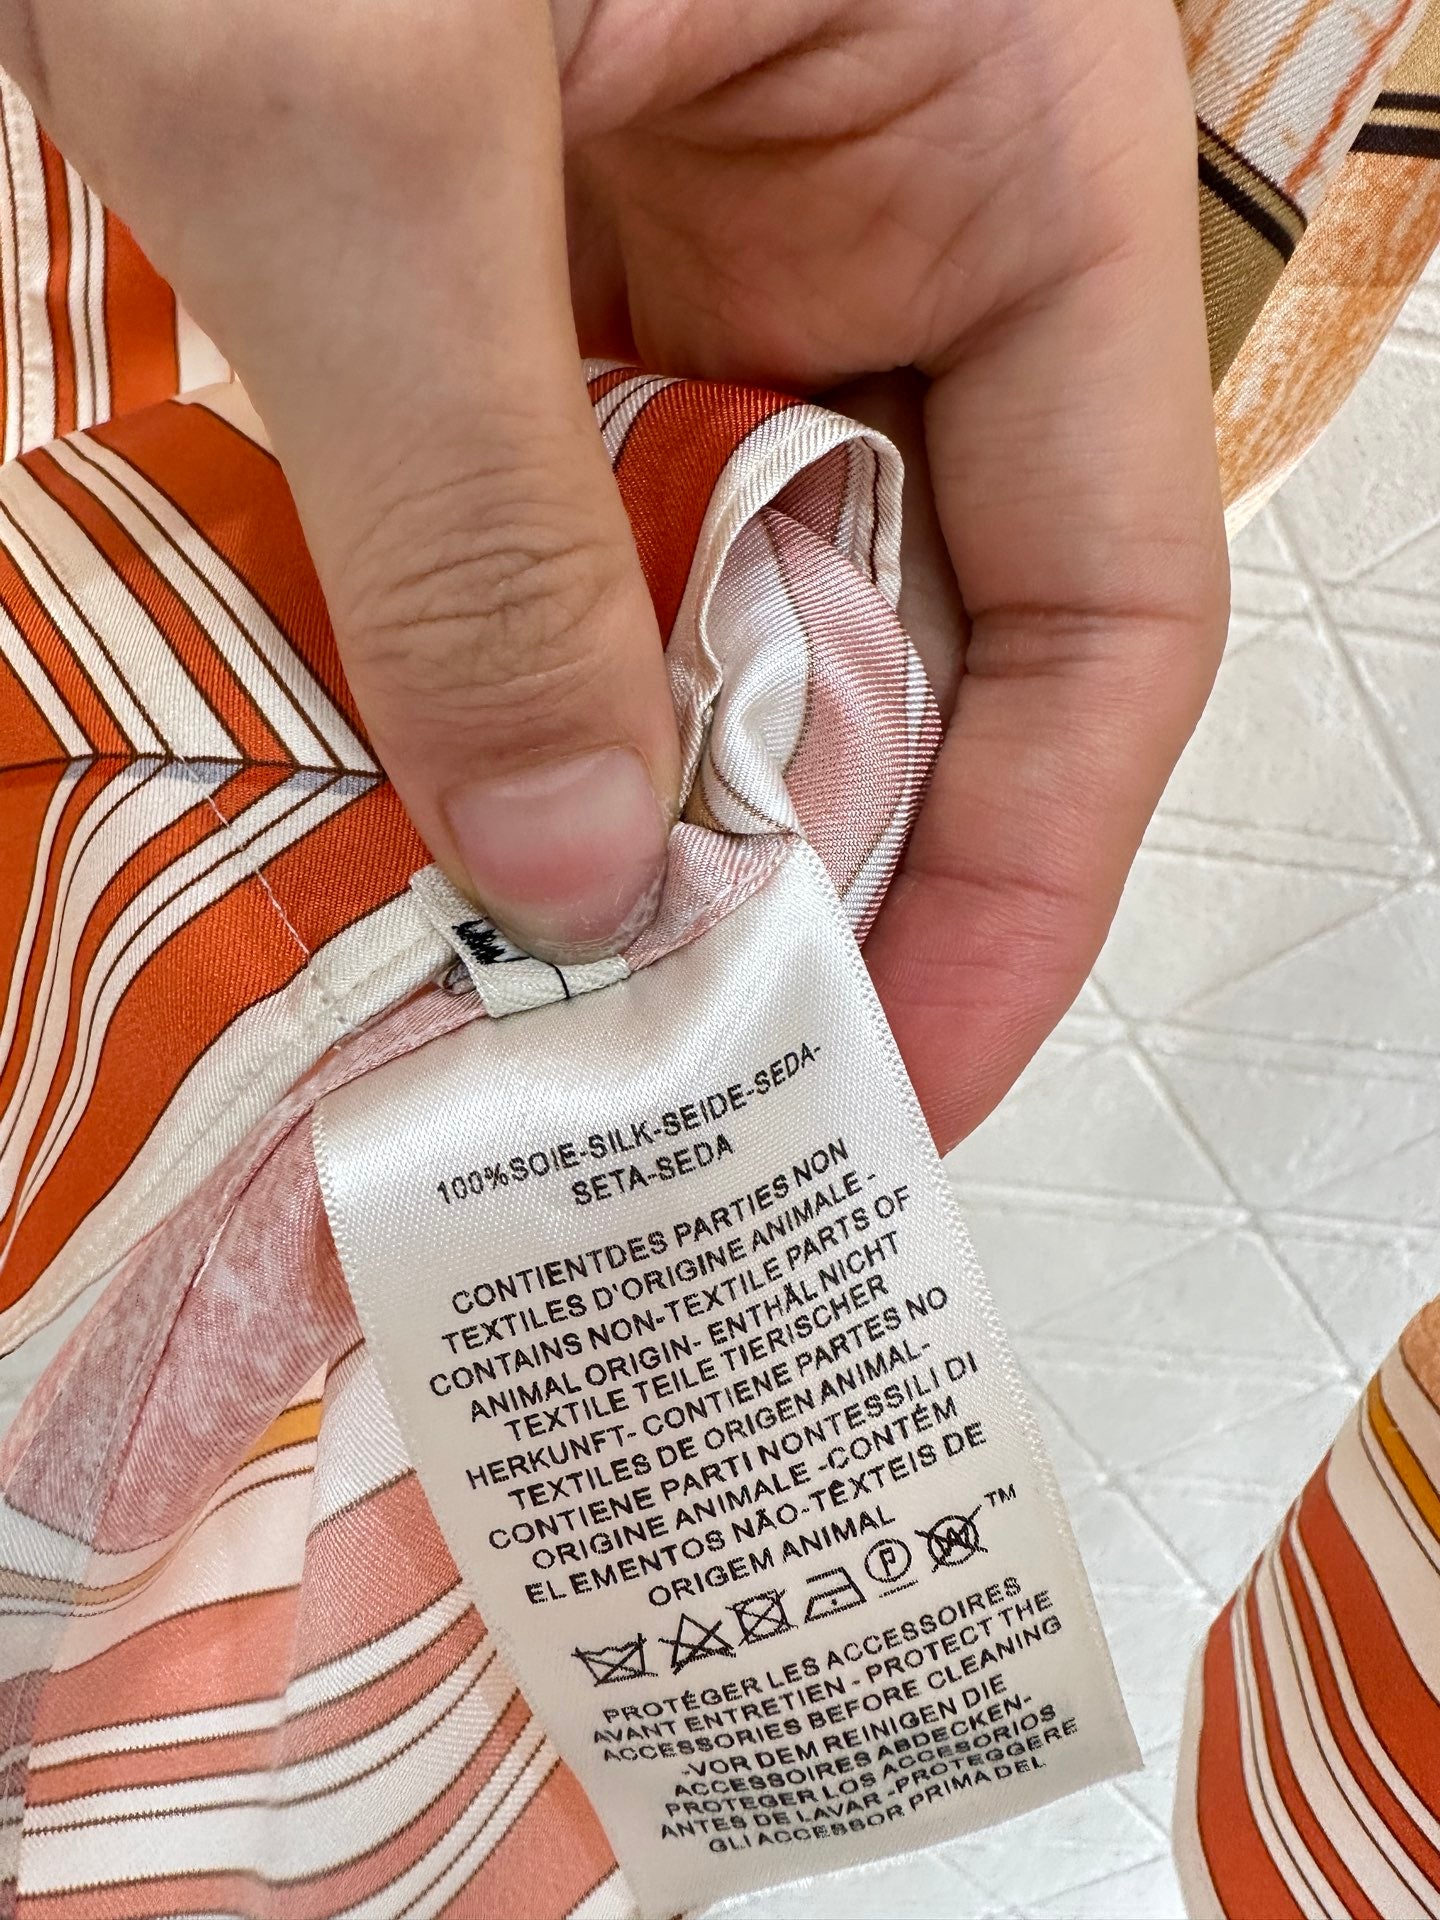 100%SOIE-SILK-SEIDE-SEDA-
SETA-SEDA
CONTIENTDES PARTIES NON
TEXTILES D'ORIGINE ANIMALE-
CONTAINS NON-TEXTILE PARTS OF
ANIMAL ORIGIN- ENTHÄL NICHT
TEXTILE TEILE TIERISCHER
HERKUNFT- CONTIENE PARTES NO
TEXTILES DE ORIGEN ANIMAL-
CONTIENE PARTI NONTESSILI DI
ORIGINE ANIMALE -CONTÉM
ELEMENTOS NÃO-TÊXTEIS DE
ORIGEM ANIMAL
P W TM
PROTÉGER LES ACCESSOIRES
AVANT ENTRETIEN - PROTECT THE
ACCESSORIES BEFORE CLEANING
-VOR DEM REINIGEN DIE
ACCESSOIRES ABDECKEN-
PROTEGER LOS ACCESORIOS
ANTES DE LAVAR -PROTEGGERE
GLI ACCESSOR PRIMA DEL